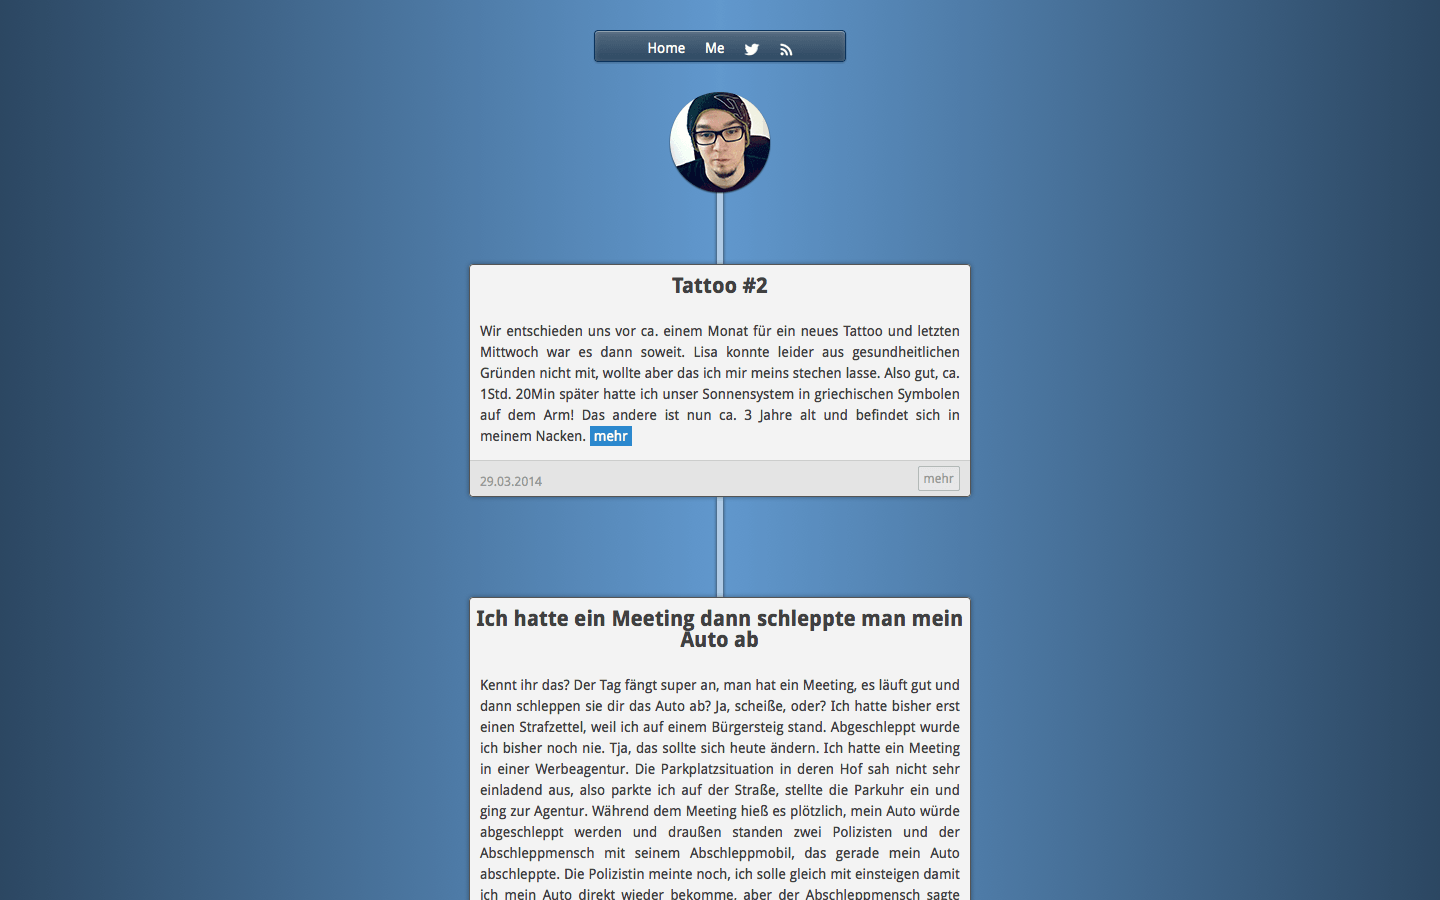 Home Me
Tattoo #2
Wir entschieden uns vor ca. einem Monat für ein neues Tattoo und letzten
Mittwoch war es dann soweit. Lisa konnte leider aus gesundheitlichen
Gründen nicht mit, wollte aber das ich mir meins stechen lasse. Also gut, ca.
1Std. 20Min später hatte ich unser Sonnensystem in griechischen Symbolen
auf dem Arm! Das andere ist nun ca. 3 Jahre alt und befindet sich in
meinem Nacken. mehr
29.03.2014 mehr
Ich hatte ein Meeting dann schleppte man mein
Auto ab
Kennt ihr das? Der Tag fängt super an, man hat ein Meeting, es läuft gut und
dann schleppen sie dir das Auto ab? Ja, scheiße, oder? Ich hatte bisher erst
einen Strafzettel, weil ich auf einem Bürgersteig stand. Abgeschleppt wurde
ich bisher noch nie. Tja, das sollte sich heute ändern. Ich hatte ein Meeting
in einer Werbeagentur. Die Parkplatzsituation in deren Hof sah nicht sehr
einladend aus, also parkte ich auf der Straße, stellte die Parkuhr ein und
ging zur Agentur. Während dem Meeting hieß es plötzlich, mein Auto würde
abgeschleppt werden und draußen standen zwei Polizisten und der
Abschleppmensch mit seinem Abschleppmobil, das gerade mein Auto
abschleppte. Die Polizistin meinte noch, ich solle gleich mit einsteigen damit
ich mein Auto direkt wieder bekomme, aber der Abschleppmensch sagte